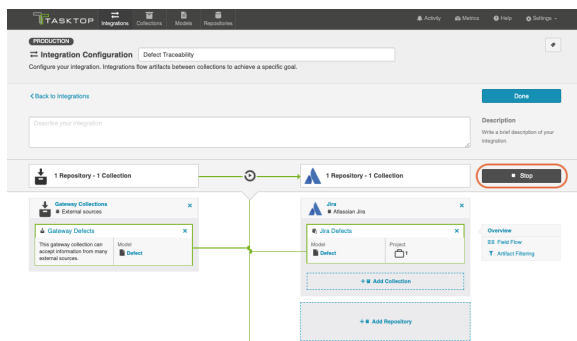 TASKTOP
Integrations
Collections
Models
Repositories
Activity
Metrics
Help
Settings
PRODUCTION
Integration Configuration
Defect Traceability
Configure your integration. Integrations flow artifacts between collections to achieve a specific goal.
Back to Integrations
Done
Describe your integration
Description
Write a brief description of your
integration.
1 Repository - 1 Collection
1 Repository - 1 Collection
Stop
Gateway Collections
External sources
Gateway Defects
This gateway collection can
accept information from many
external sources.
Model
Defect
Jira
Atlassian Jira
Jira Defects
Model
Defect
Project
1
+ Add Collection
+ Add Repository
Overview
Field Flow
Artifact Filtering